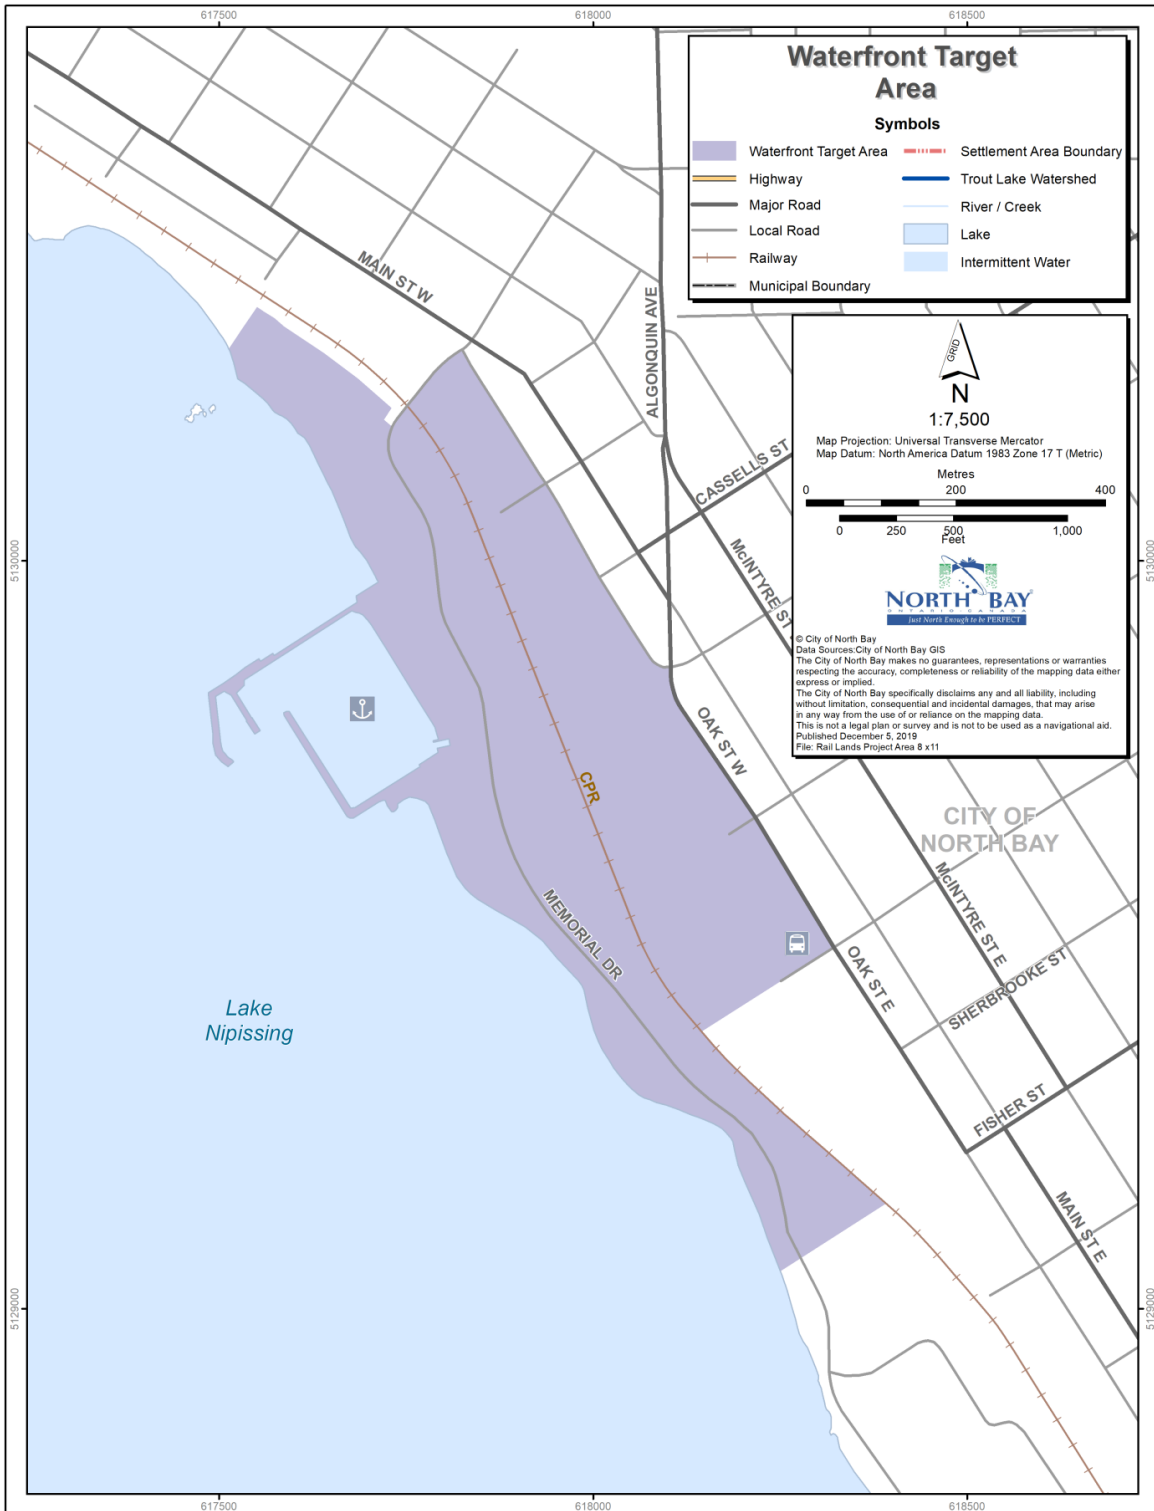 617500
618000
618500
Waterfront Target
Area
Symbols
Waterfront Target Area
Highway
Major Road
Local Road
Railway
Municipal Boundary
Settlement Area Boundary
Trout Lake Watershed
River / Creek
Lake
Intermittent Water
MAIN ST W
ALGONQUIN AVE
GRID
N
1:7,500
Map Projection: Universal Transverse Mercator
Map Datum: North America Datum 1983 Zone 17 T (Metric)
Metres
0 200 400
0 250 500 1,000
Feet
CASSELLS ST
McINTYRE ST
5130000
5130000
NORTH BAY
ONTARIO CANADA
Just North Enough to be PERFECT
© City of North Bay
Data Sources:City of North Bay GIS
The City of North Bay makes no guarantees, representations or warranties
respecting the accuracy, completeness or reliability of the mapping data either
express or implied.
The City of North Bay specifically disclaims any and all liability, including
without limitation, consequential and incidental damages, that may arise
in any way from the use of or reliance on the mapping data.
This is not a legal plan or survey and is not to be used as a navigational aid.
Published December 5, 2019
File: Rail Lands Project Area 8 x11
OAK ST W
CPR
CITY OF
NORTH BAY
McINTYRE ST E
MEMORIAL DR
OAK ST E
SHERBROOKE ST
Lake
Nipissing
FISHER ST
MAIN ST E
5129000
5129000
617500
618000
618500